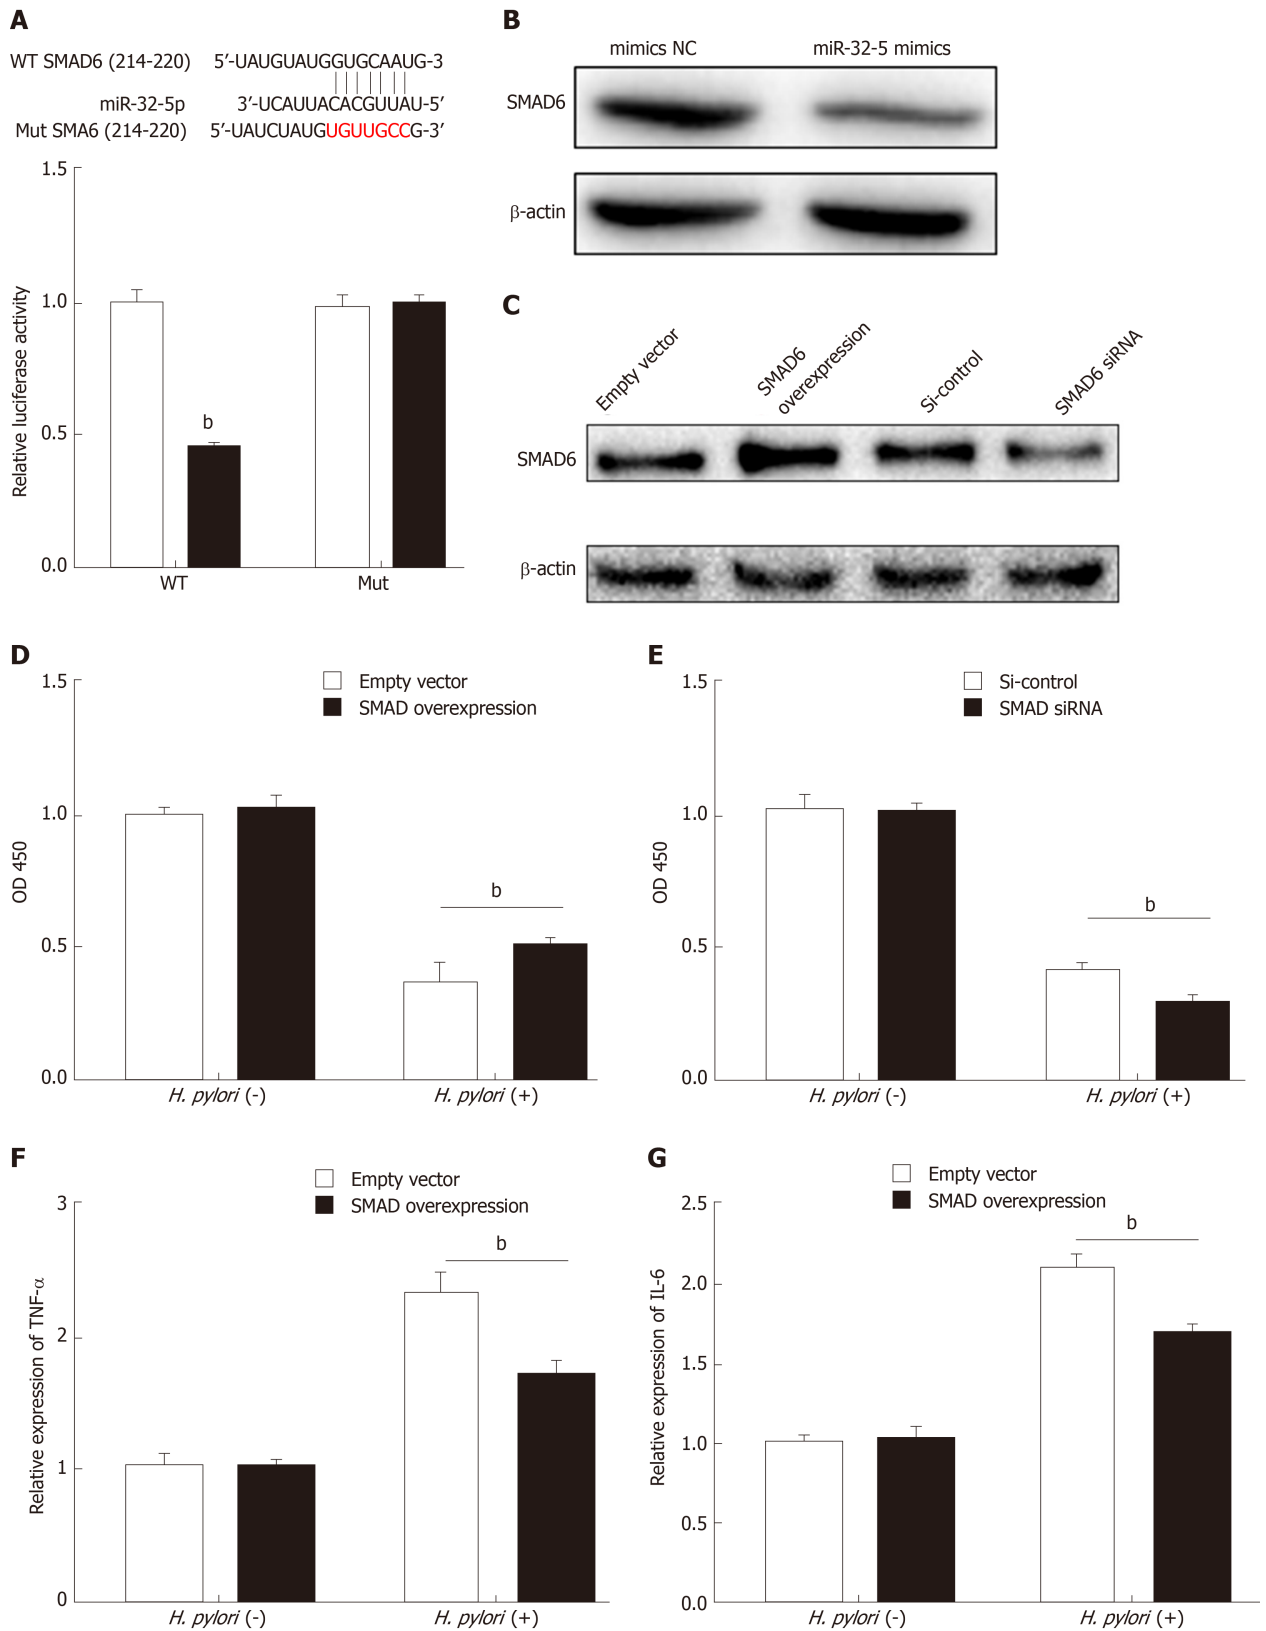 A
WT SMAD6 (214-220) 5′-UAUGUAUGGUGCAAUG-3
miR-32-5p 3′-UCAUUACACGUUAU-5′
Mut SMA6 (214-220) 5′-UAUCUAUGUGUUGCCG-3′
1.5
1.0
0.5
0.0
Relative luciferase activity
b
WT Mut
B
mimics NC miR-32-5 mimics
SMAD6
β-actin
C
Empty vector
SMAD6
overexpression
Si-control
SMAD6 siRNA
SMAD6
β-actin
D
Empty vector
SMAD overexpression
1.5
1.0
0.5
0.0
OD 450
b
H. pylori (-) H. pylori (+)
E
Si-control
SMAD siRNA
1.5
1.0
0.5
0.0
OD 450
b
H. pylori (-) H. pylori (+)
F
Empty vector
SMAD overexpression
3
2
1
0
Relative expression of TNF-α
b
H. pylori (-) H. pylori (+)
G
Empty vector
SMAD overexpression
2.5
2.0
1.5
1.0
0.5
0.0
Relative expression of IL-6
b
H. pylori (-) H. pylori (+)